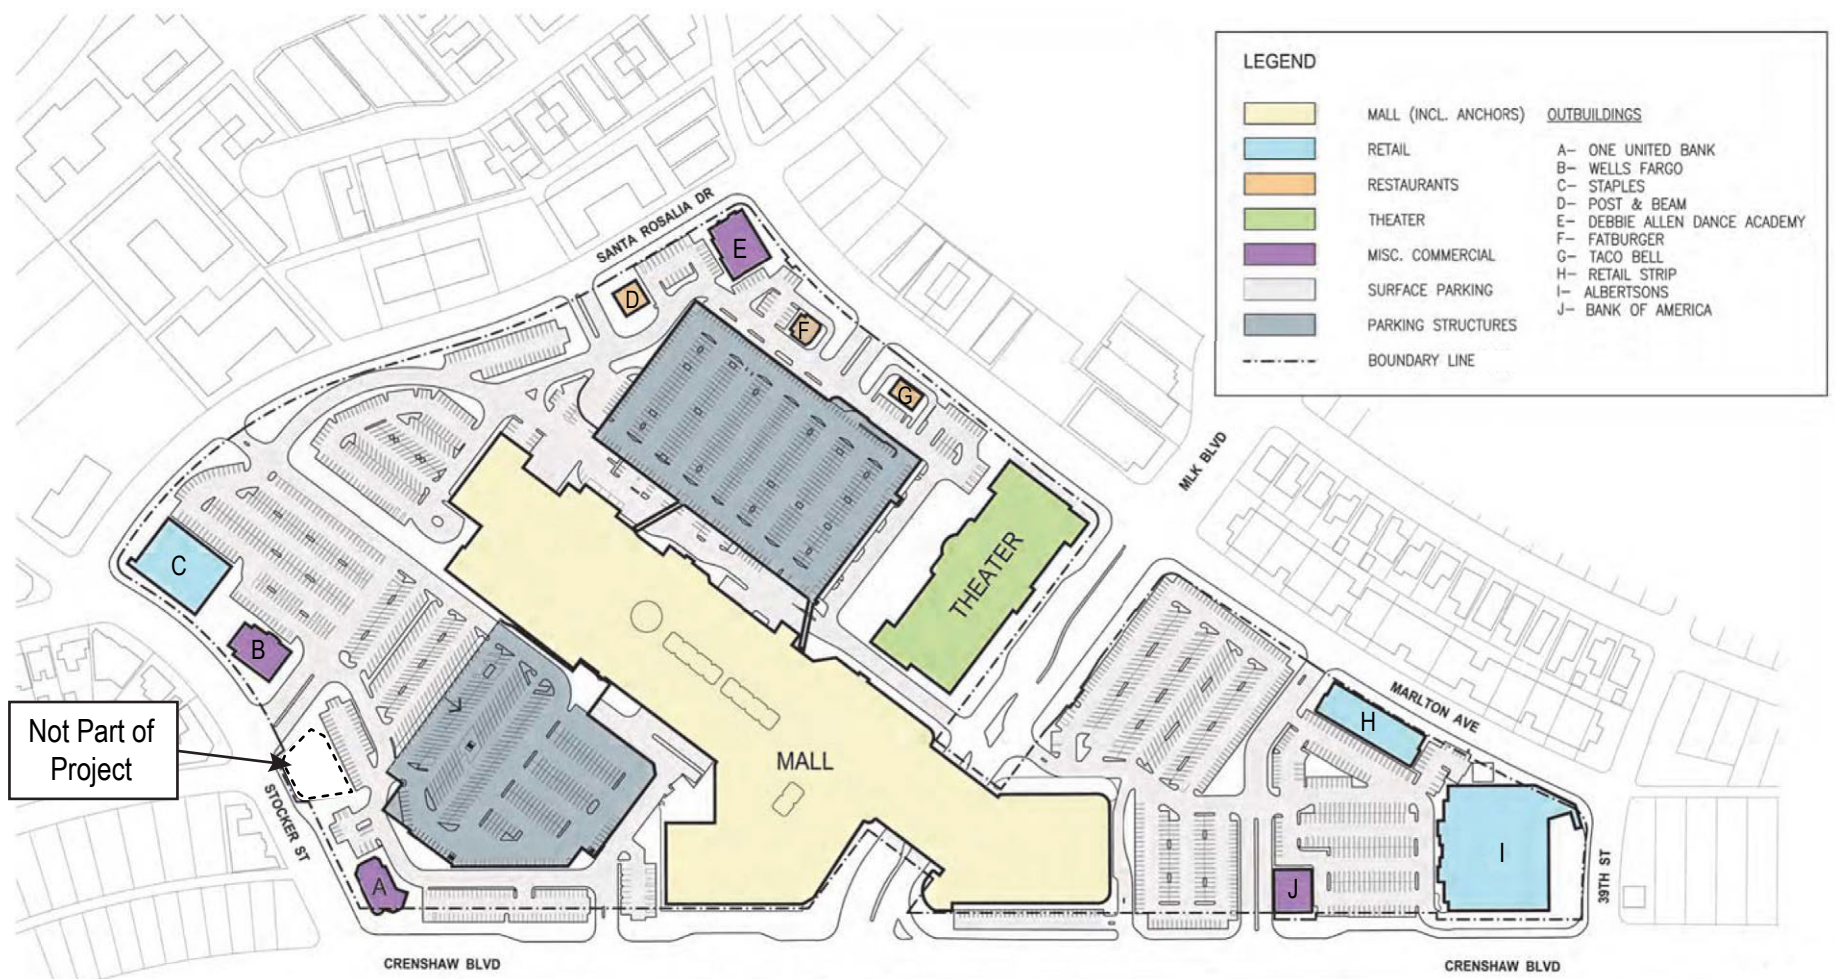 LEGEND
MALL (INCL. ANCHORS)
RETAIL
RESTAURANTS
THEATER
MISC. COMMERCIAL
SURFACE PARKING
PARKING STRUCTURES
BOUNDARY LINE
OUTBUILDINGS
A– ONE UNITED BANK
B– WELLS FARGO
C– STAPLES
D– POST & BEAM
E– DEBBIE ALLEN DANCE ACADEMY
F– FATBURGER
G– TACO BELL
H– RETAIL STRIP
I– ALBERTSONS
J– BANK OF AMERICA
SANTA ROSALIA DR
E
D
F
G
MLK BLVD
C
THEATER
B
MARLTON AVE
H
Not Part of
Project
MALL
STOCKER ST
I
39TH ST
A
J
CRENSHAW BLVD
CRENSHAW BLVD